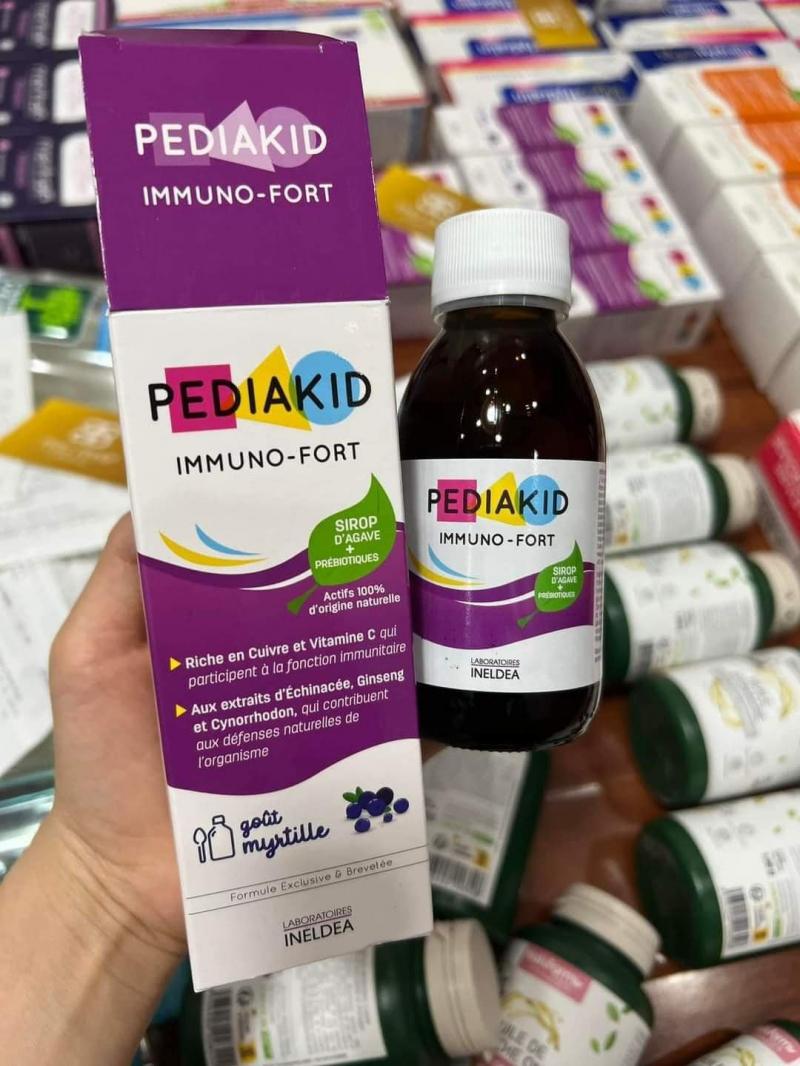 PEDIAKID
IMMUNO-FORT
PEDIAKID
IMMUNO-FORT
SIROP
D'AGAVE
+
PRÉBIOTIQUES
Actifs 100%
d'origine naturelle
Riche en Cuivre et Vitamine C qui
participent à la fonction immunitaire
Aux extraits d'Échinacée, Ginseng
et Cynorrhodon, qui contribuent
aux défenses naturelles de
l'organisme
goût
myrtille
Formule Exclusive & Brevetée
LABORATOIRES
INELDEA
PEDIAKID
IMMUNO-FORT
SIROP
D'AGAVE
+
PRÉBIOTIQUES
LABORATOIRES
INELDEA